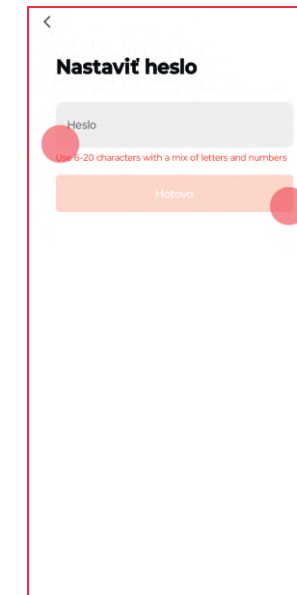 Nastaviť heslo
Heslo
Use 6-20 characters with a mix of letters and numbers
Hotovo